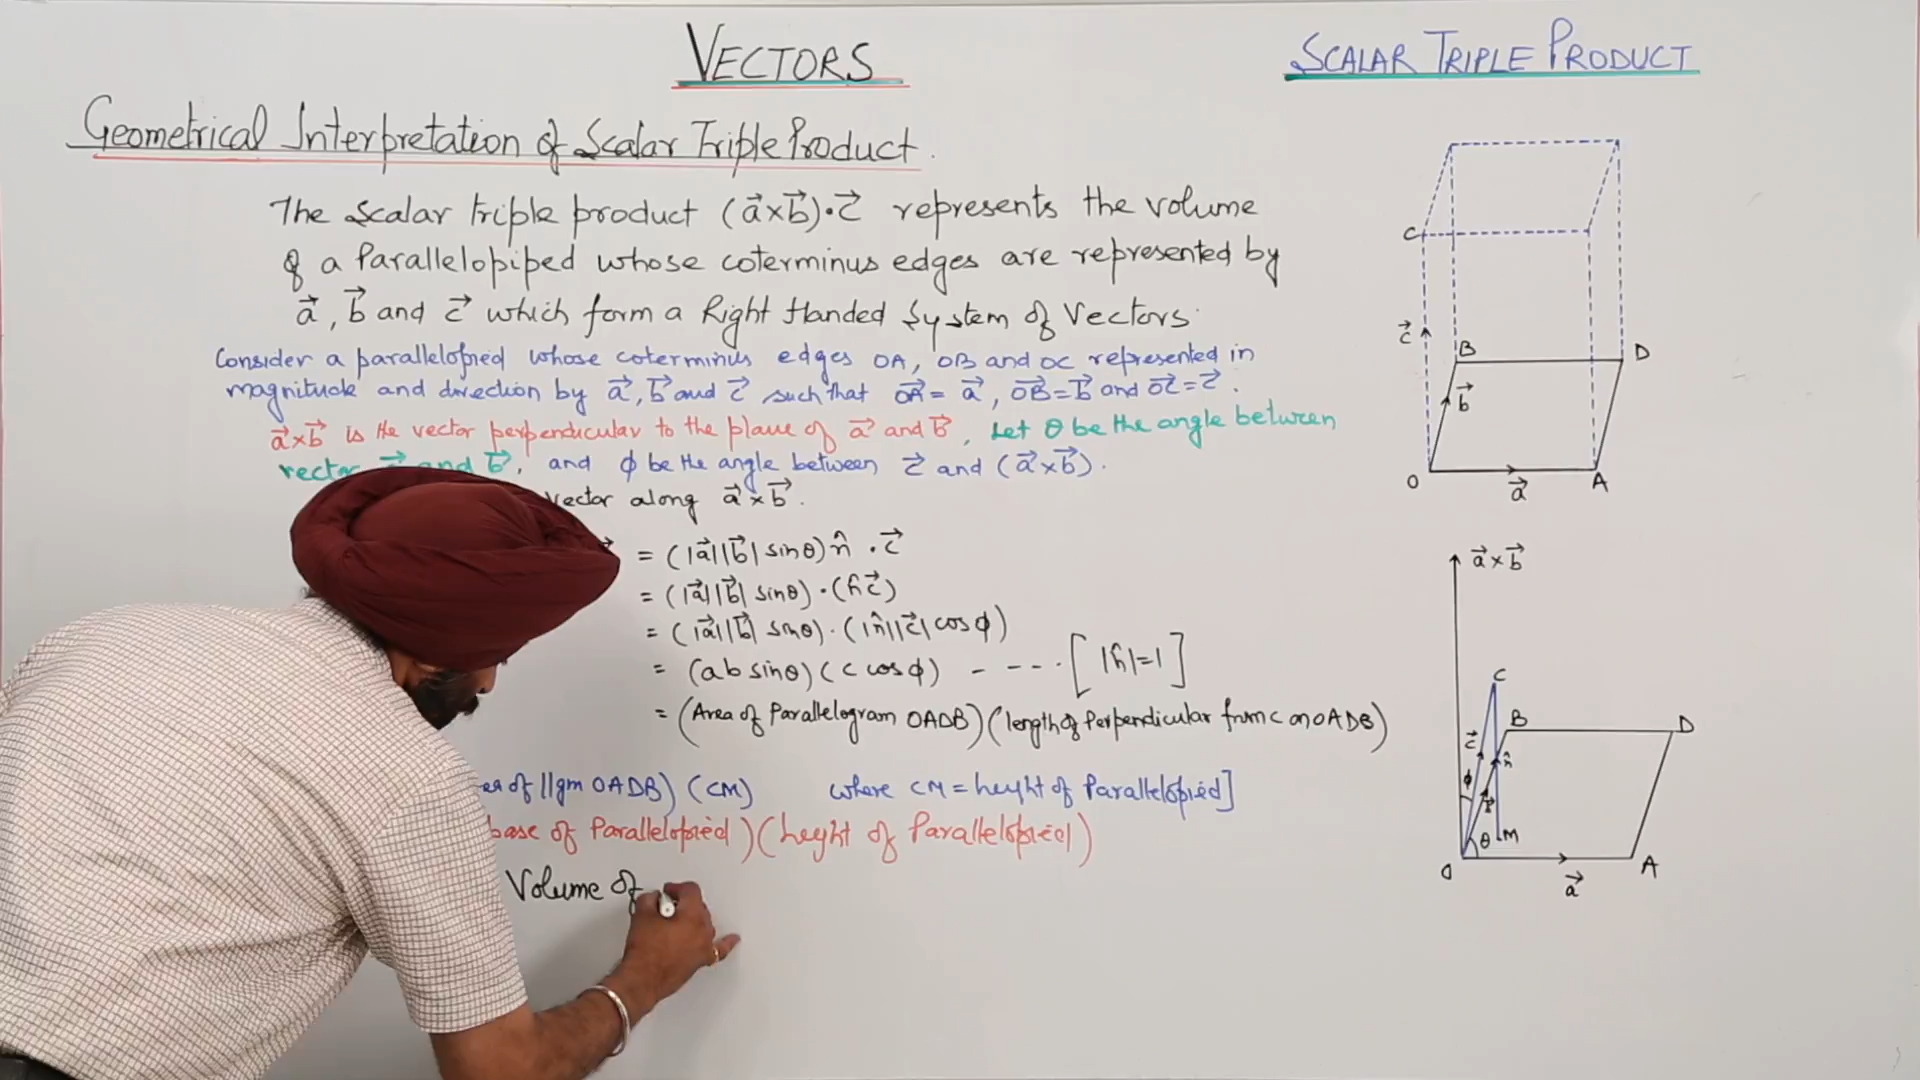 VECTORS
SCALAR TRIPLE PRODUCT
Geometrical Interpretation of Scalar Triple Product.
The scalar triple product (a⃗×b⃗)•c⃗ represents the volume
of a Parallelopiped whose coterminus edges are represented by
a⃗, b⃗ and c⃗ which form a Right Handed System of Vectors.
Consider a parallelopied whose coterminus edges OA, OB and OC represented in
magnitude and direction by a⃗, b⃗ and c⃗ such that OA⃗ = a⃗, OB⃗ = b⃗ and OC⃗ = c⃗.
a⃗×b⃗ is the vector perpendicular to the plane of a⃗ and b⃗, Let θ be the angle between
vector and b⃗, and ϕ be the angle between c⃗ and (a⃗×b⃗).
vector along a⃗×b⃗.
= (|a⃗||b⃗| sinθ) n̂ . c⃗
= (|a⃗||b⃗| sinθ) • (n̂ c⃗)
= (|a⃗||b⃗| sinθ) . (|n̂||c⃗| cos ϕ)
= (ab sinθ)(c cos ϕ) - - - - . [|n̂|=1]
= (Area of Parallelogram OADB)(length of Perpendicular from C on OADB)
of ||gm OADB) (CM) where CM = height of Parallelopied]
base of Parallelopied)(height of Parallelopied)
Volume of
C
c⃗
B
D
b⃗
O
a⃗
A
a⃗×b⃗
C
B
D
c⃗
n̂
ϕ
θ
M
O
a⃗
A